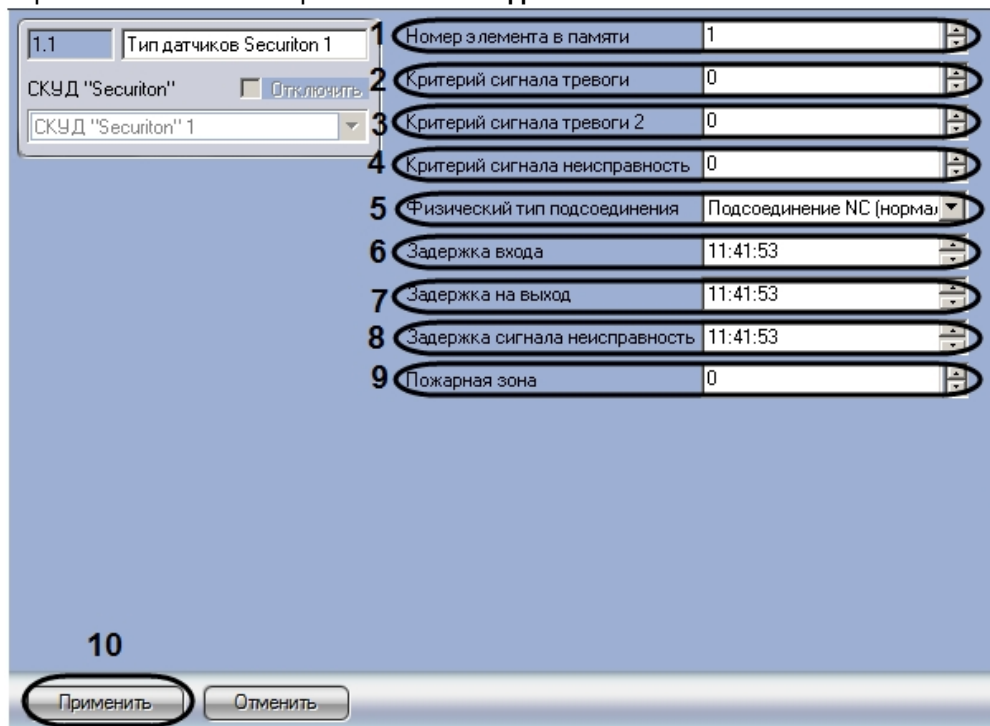 1.1 Тип датчиков Securiton 1
СКУД "Securiton" Отключить
СКУД "Securiton" 1
1 Номер элемента в памяти 1
2 Критерий сигнала тревоги 0
3 Критерий сигнала тревоги 2 0
4 Критерий сигнала неисправность 0
5 Физический тип подсоединения Подсоединение NC (нормал
6 Задержка входа 11:41:53
7 Задержка на выход 11:41:53
8 Задержка сигнала неисправность 11:41:53
9 Пожарная зона 0
10
Применить Отменить